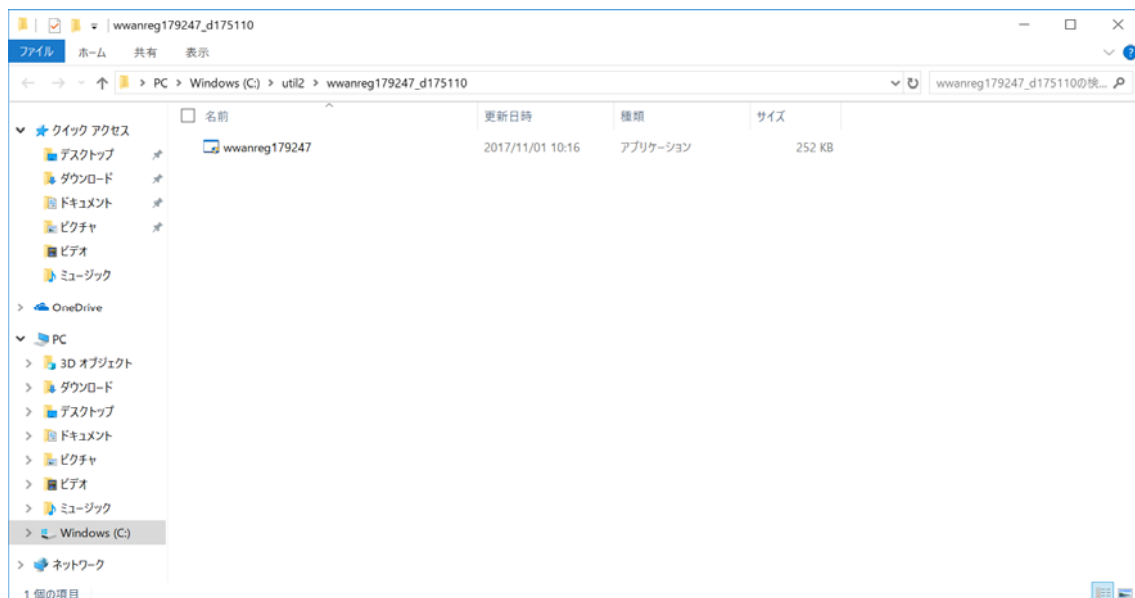 wwanreg179247_d175110
ファイル ホーム 共有 表示
PC > Windows (C:) > util2 > wwanreg179247_d175110
wwanreg179247_d175110の検...
名前 更新日時 種類 サイズ
wwanreg179247 2017/11/01 10:16 アプリケーション 252 KB
クイック アクセス
デスクトップ
ダウンロード
ドキュメント
ピクチャ
ビデオ
ミュージック
OneDrive
PC
3D オブジェクト
ダウンロード
デスクトップ
ドキュメント
ピクチャ
ビデオ
ミュージック
Windows (C:)
ネットワーク
1 個の項目